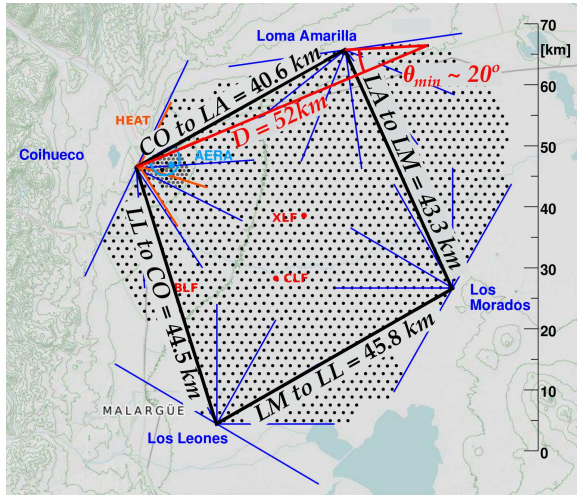 70
[km]
60
50
40
30
20
10
0
Loma Amarilla
θmin ~ 20º
CO to LA = 40.6 km
D = 52km
HEAT
LA to LM = 43.3 km
Coihueco
AERA
XLF
CLF
BLF
LL to CO = 44.5 km
Los
Morados
LM to LL = 45.8 km
MALARGÜE
Los Leones